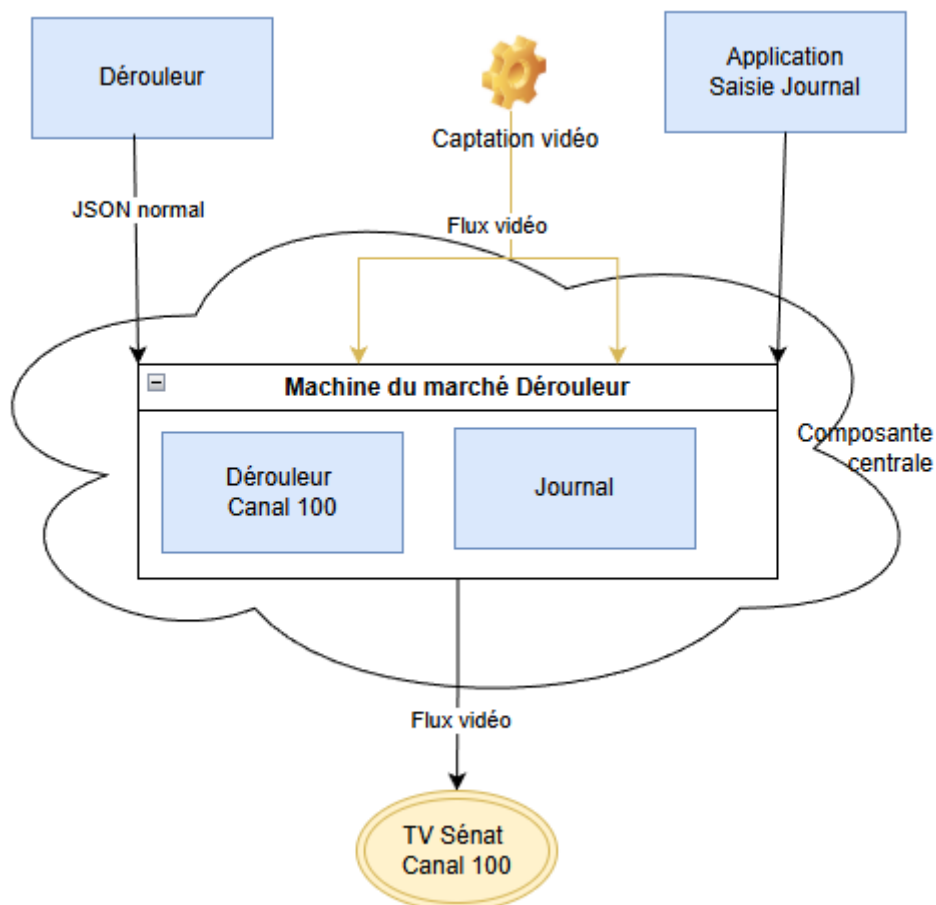 Dérouleur
Captation vidéo
Application
Saisie Journal
JSON normal
Flux vidéo
Machine du marché Dérouleur
Composante
centrale
Dérouleur
Canal 100
Journal
Flux vidéo
TV Sénat
Canal 100